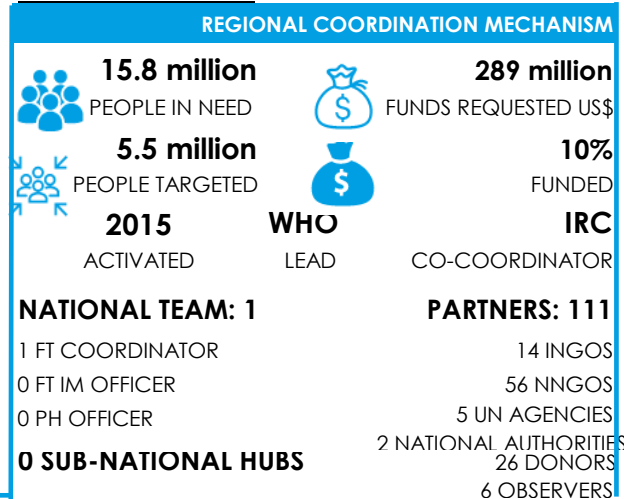 REGIONAL COORDINATION MECHANISM
15.8 million
PEOPLE IN NEED
$
289 million
FUNDS REQUESTED US$
5.5 million
PEOPLE TARGETED
$
10%
FUNDED
2015
ACTIVATED
WHO
LEAD
IRC
CO-COORDINATOR
NATIONAL TEAM: 1
1 FT COORDINATOR
0 FT IM OFFICER
0 PH OFFICER
0 SUB-NATIONAL HUBS
PARTNERS: 111
14 INGOS
56 NNGOS
5 UN AGENCIES
2 NATIONAL AUTHORITIES
26 DONORS
6 OBSERVERS